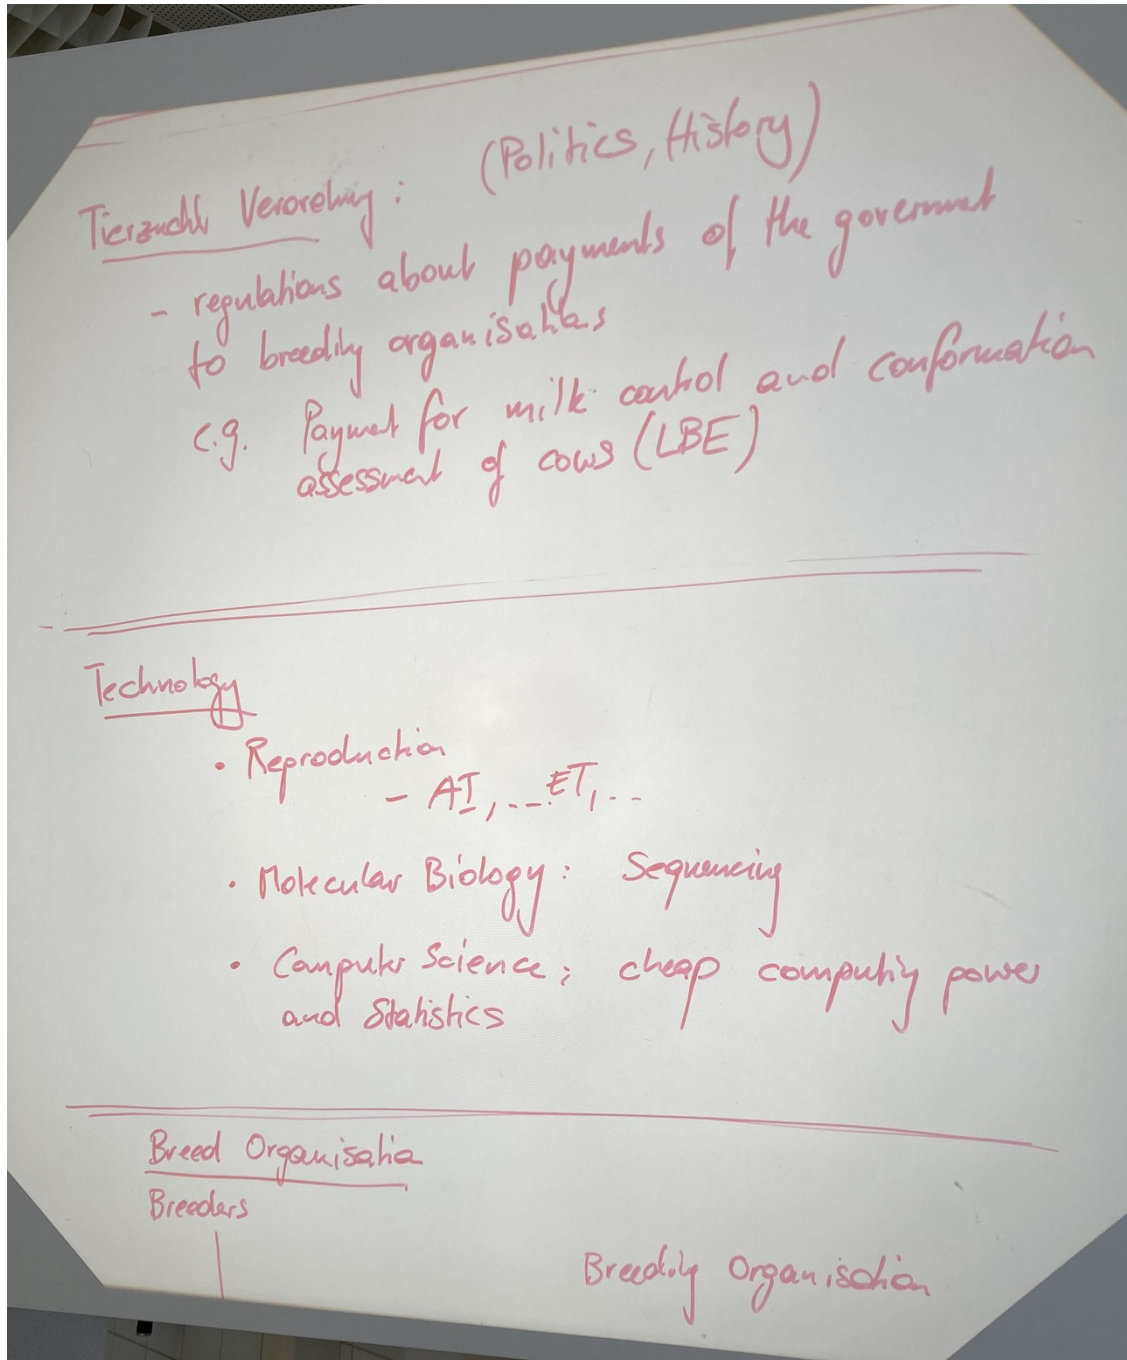 (Politics, History)
Tierzucht Verordnung :
- regulations about payments of the government
to breeding organisations
e.g. Payment for milk control and conformation
assessment of cows (LBE)
Technology
• Reproduction
- AI, ... ET, ..
• Molecular Biology : Sequencing
• Computer Science ; cheap computing power
and Statistics
Breed Organisation
Breeders
Breeding Organisation